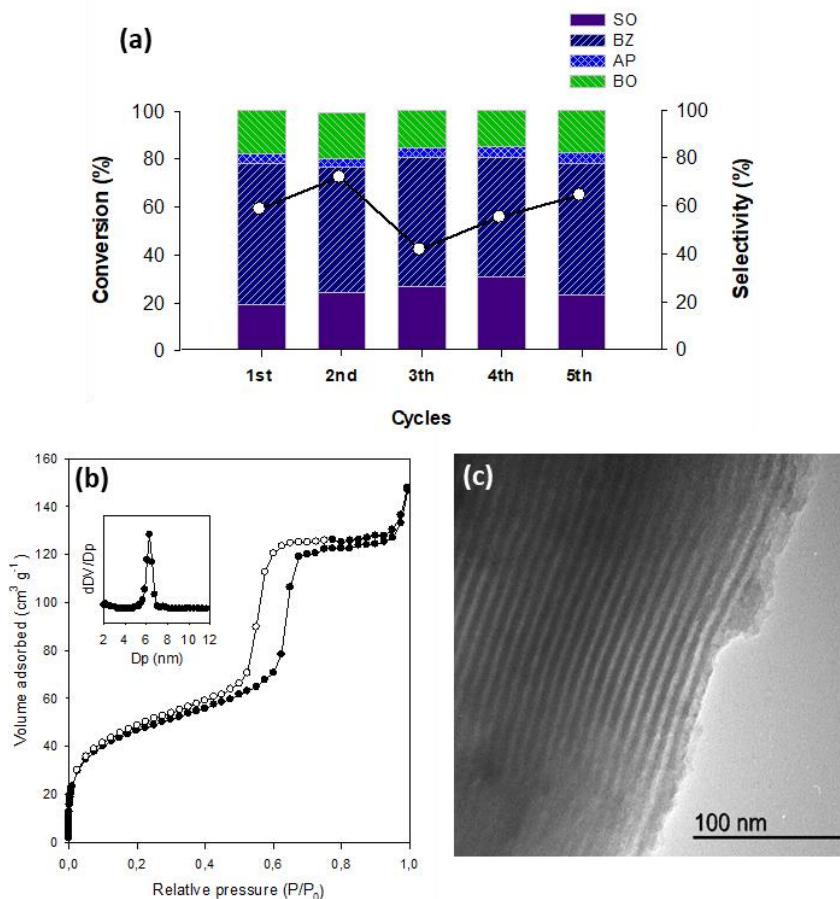 (a)
SO
BZ
AP
BO
100
80
60
40
20
0
Conversion (%)
100
80
60
40
20
0
Selectivity (%)
1st 2nd 3th 4th 5th
Cycles
(b)
160
140
120
100
80
60
40
20
0
Volume adsorbed (cm³ g⁻¹)
dDV/Dp
2 4 6 8 10 12
Dp (nm)
0,0 0,2 0,4 0,6 0,8 1,0
Relative pressure (P/P₀)
(c)
100 nm